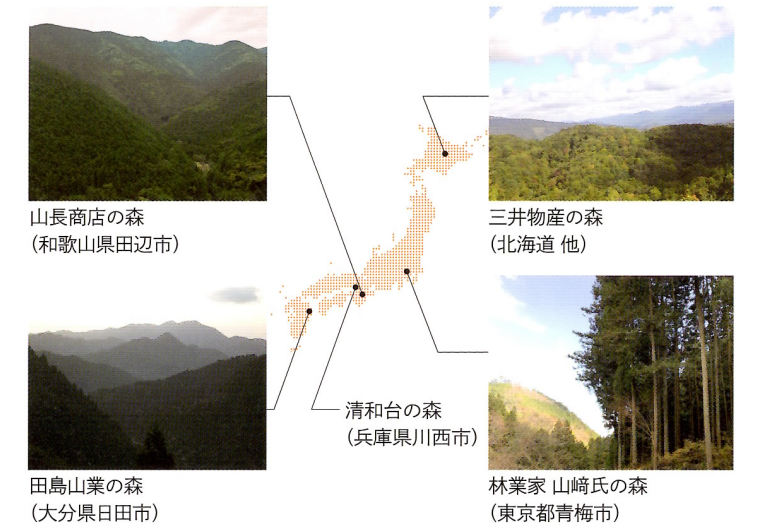 山長商店の森
(和歌山県田辺市)
三井物産の森
(北海道 他)
清和台の森
(兵庫県川西市)
田島山業の森
(大分県日田市)
林業家 山﨑氏の森
(東京都青梅市)